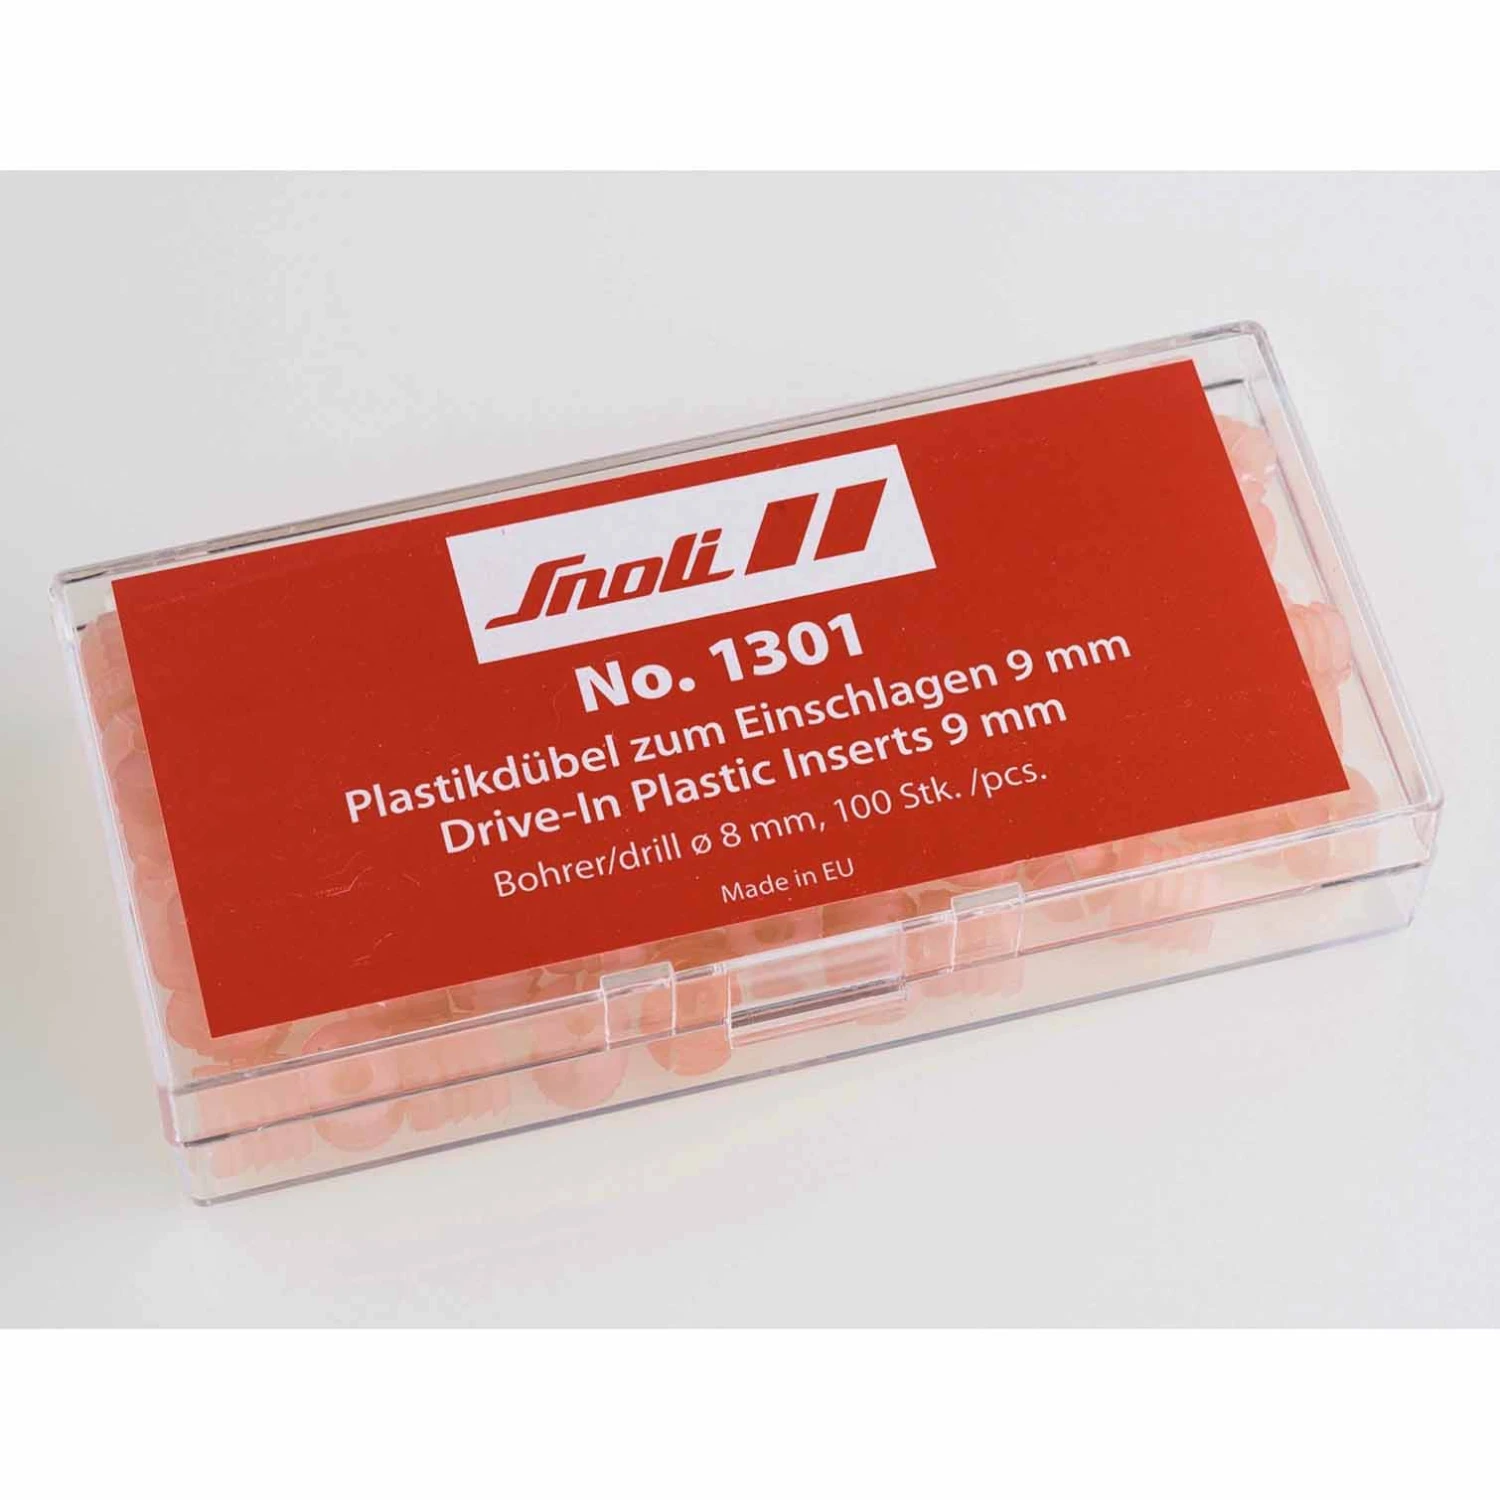 Snoli
No. 1301
Plastikdübel zum Einschlagen 9 mm
Drive-In Plastic Inserts 9 mm
Bohrer/drill ø 8 mm, 100 Stk. /pcs.
Made in EU